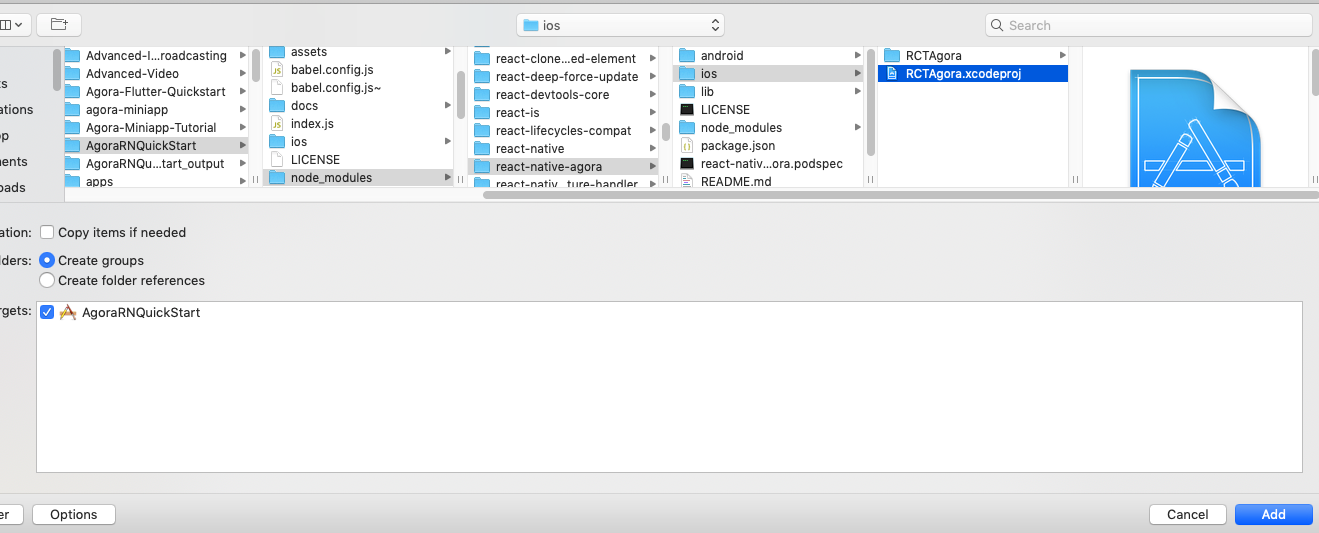 ios
Search
Advanced-I...roadcasting
Advanced-Video
Agora-Flutter-Quickstart
agora-miniapp
Agora-Miniapp-Tutorial
AgoraRNQuickStart
AgoraRNQu...tart_output
apps
assets
babel.config.js
babel.config.js~
docs
index.js
ios
LICENSE
node_modules
react-clone...ed-element
react-deep-force-update
react-devtools-core
react-is
react-lifecycles-compat
react-native
react-native-agora
react-nativ...ture-handler
android
ios
lib
LICENSE
node_modules
package.json
react-nativ...ora.podspec
README.md
RCTAgora
RCTAgora.xcodeproj
ts
ations
op
ments
oads
ation: Copy items if needed
lders: Create groups
Create folder references
rgets: AgoraRNQuickStart
er
Options
Cancel
Add